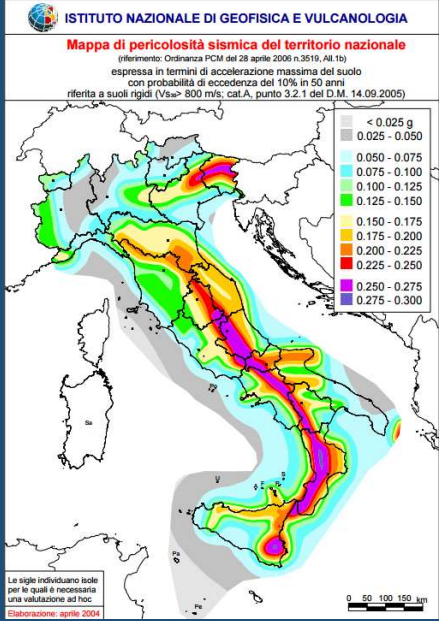 ISTITUTO NAZIONALE DI GEOFISICA E VULCANOLOGIA
Mappa di pericolosità sismica del territorio nazionale
(riferimento: Ordinanza PCM del 28 aprile 2006 n.3519, All.1b)
espressa in termini di accelerazione massima del suolo
con probabilità di eccedenza del 10% in 50 anni
riferita a suoli rigidi (Vs₃₀> 800 m/s; cat.A, punto 3.2.1 del D.M. 14.09.2005)
< 0.025 g
0.025 - 0.050
0.050 - 0.075
0.075 - 0.100
0.100 - 0.125
0.125 - 0.150
0.150 - 0.175
0.175 - 0.200
0.200 - 0.225
0.225 - 0.250
0.250 - 0.275
0.275 - 0.300
Sa
Po
U
S
F
Pa
Pe
Le sigle individuano isole
per le quali è necessaria
una valutazione ad hoc
Elaborazione: aprile 2004
0 50 100 150 km